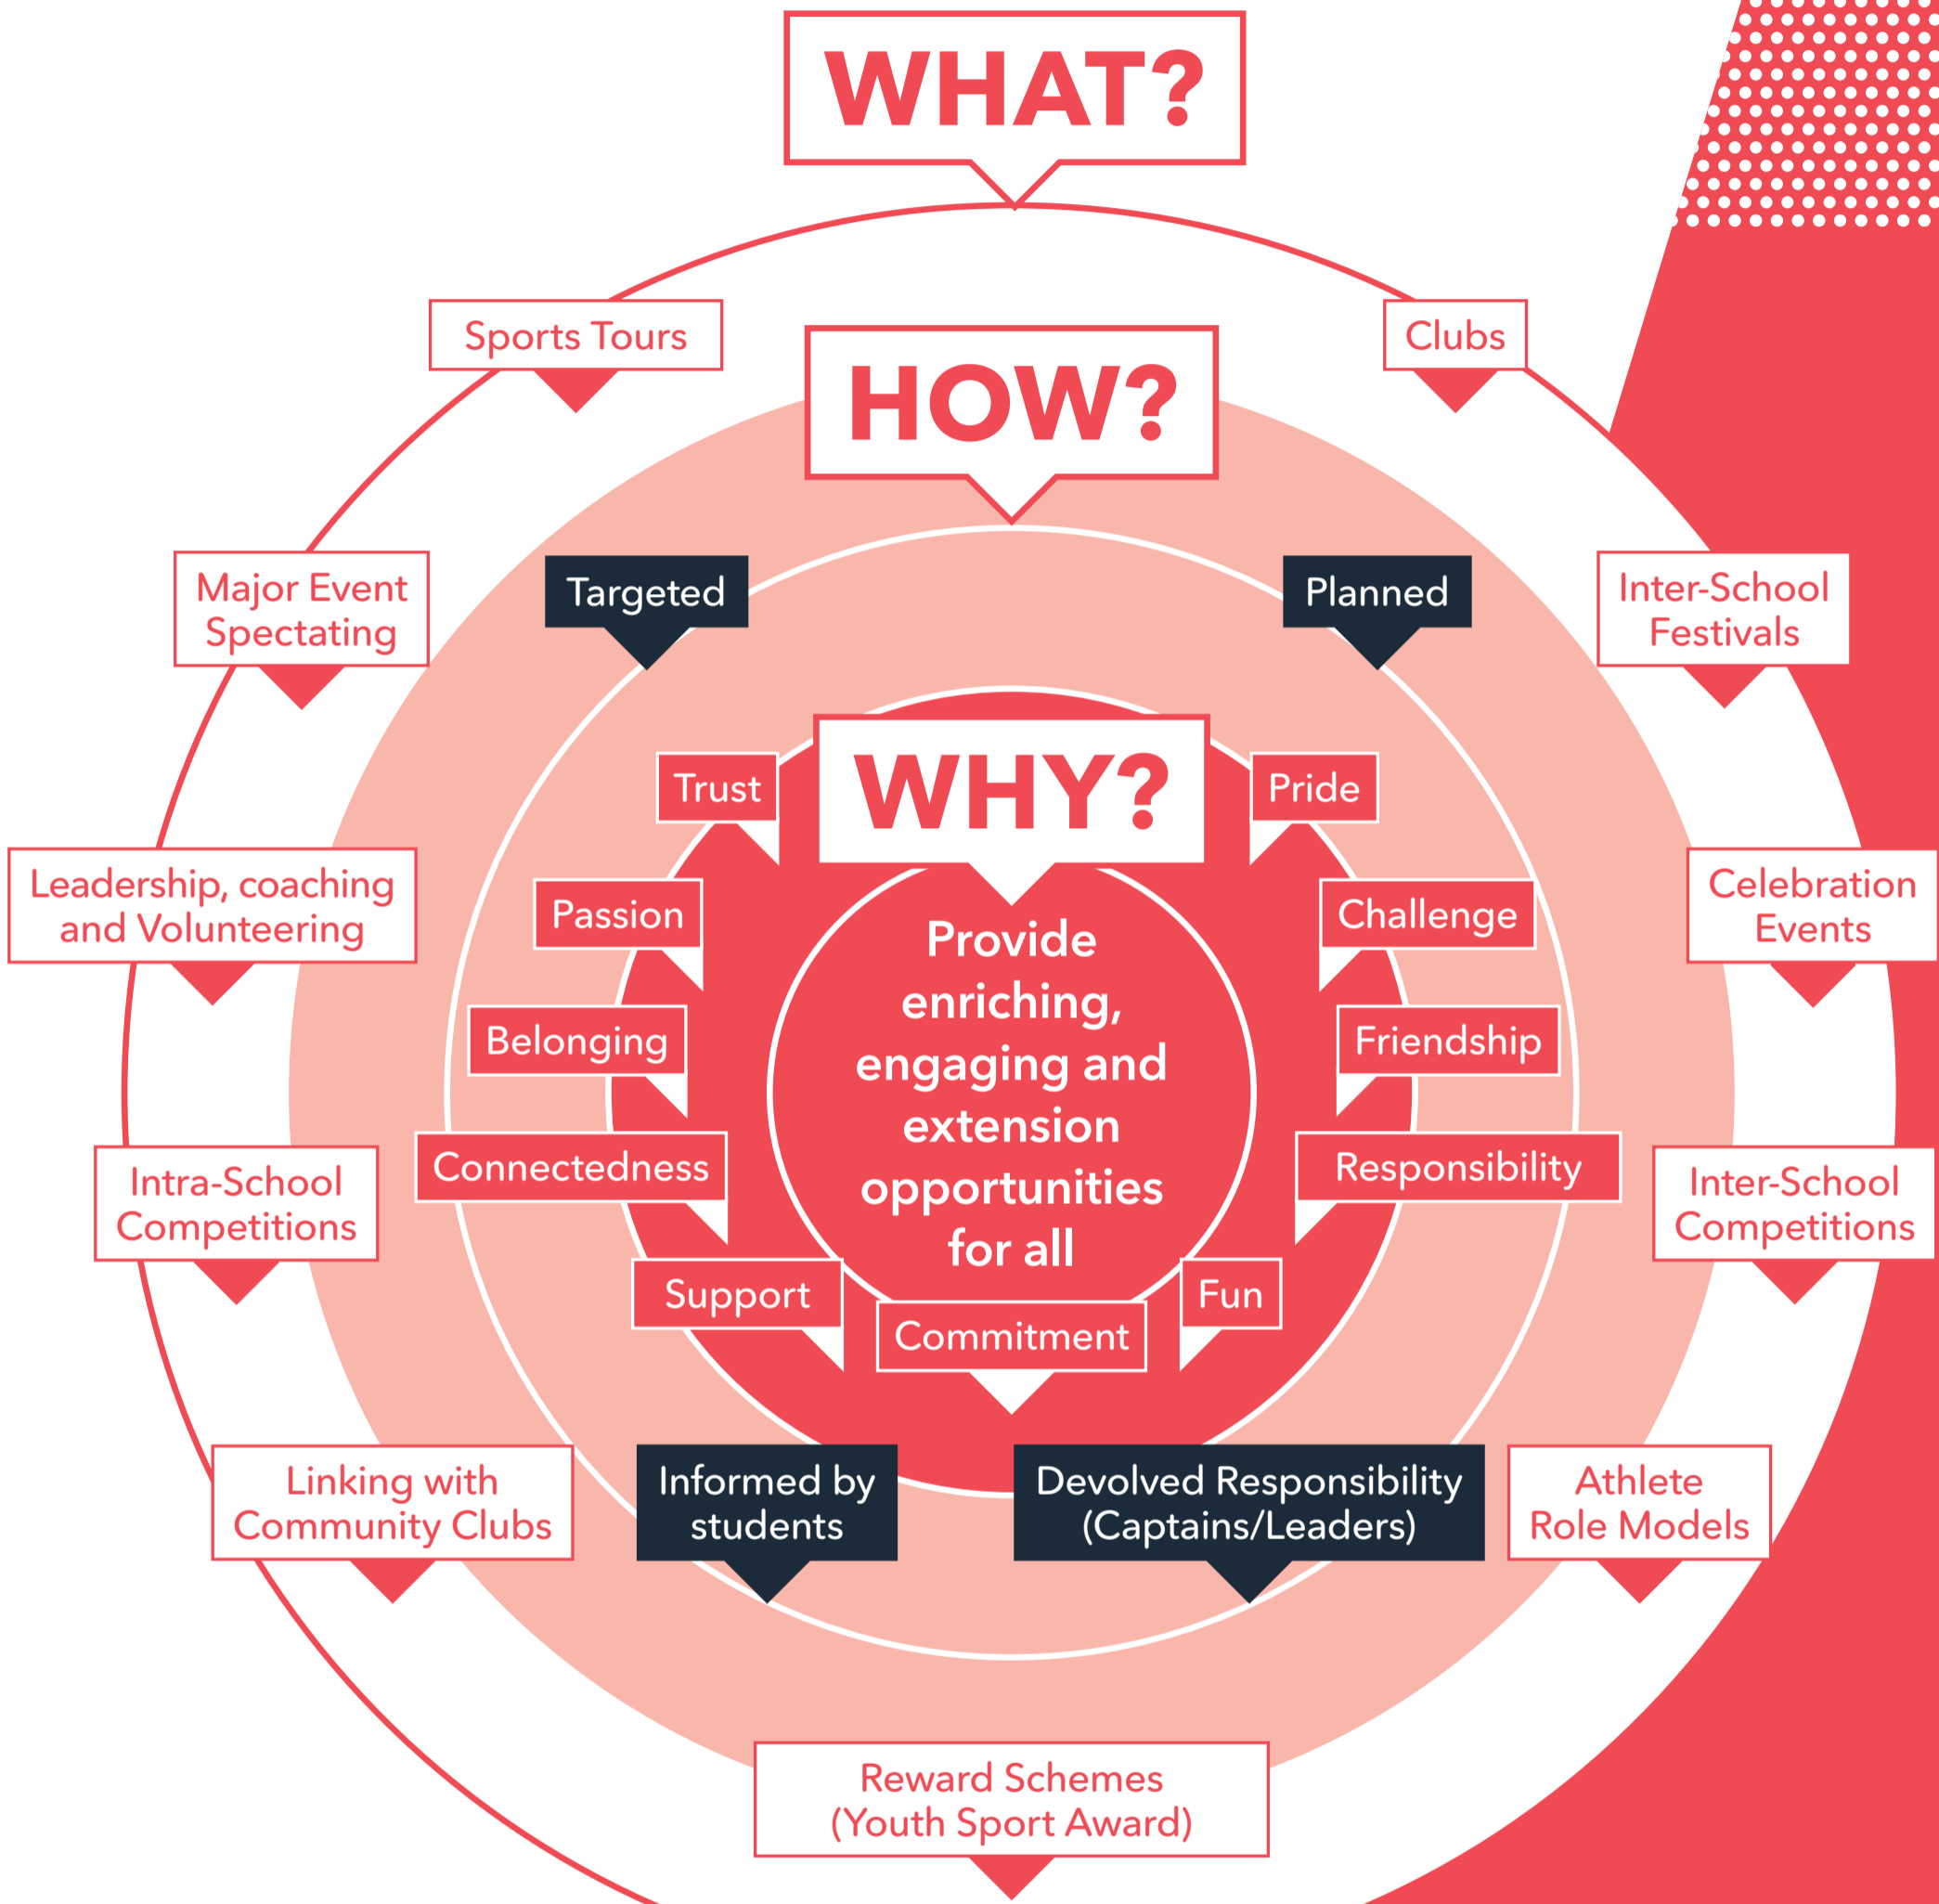 WHAT?
Sports Tours
Clubs
HOW?
Major Event
Spectating
Targeted
Planned
Inter-School
Festivals
WHY?
Trust
Pride
Leadership, coaching
and Volunteering
Passion
Challenge
Celebration
Events
Provide
enriching,
engaging and
extension
opportunities
for all
Belonging
Friendship
Connectedness
Responsibility
Intra-School
Competitions
Inter-School
Competitions
Support
Fun
Commitment
Linking with
Community Clubs
Informed by
students
Devolved Responsibility
(Captains/Leaders)
Athlete
Role Models
Reward Schemes
(Youth Sport Award)